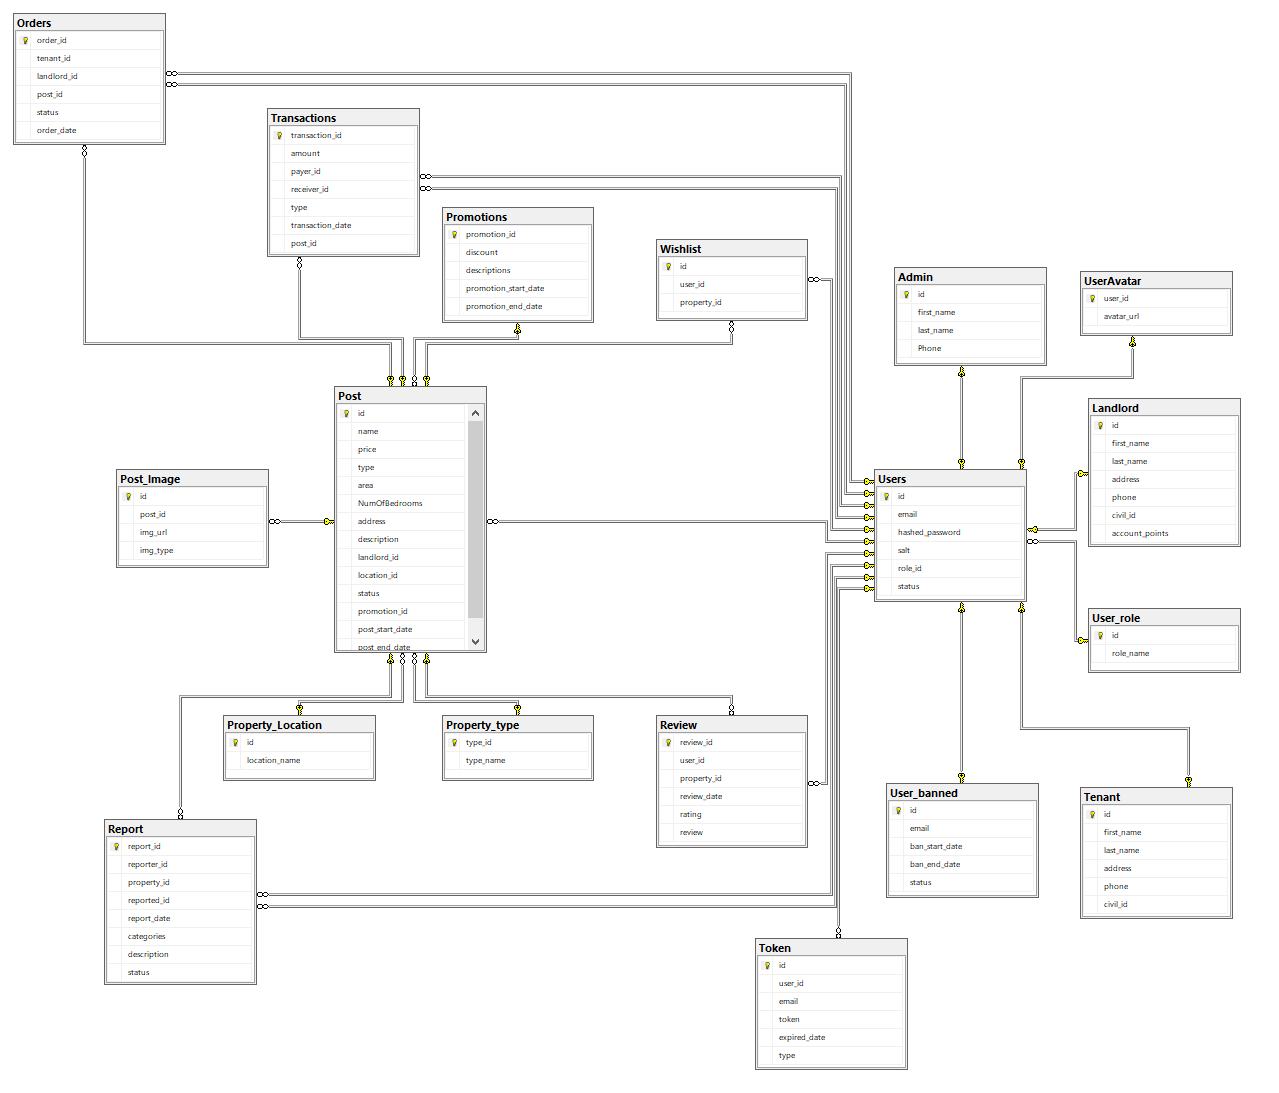 Orders
order_id
tenant_id
landlord_id
post_id
status
order_date
Transactions
transaction_id
amount
payer_id
receiver_id
type
transaction_date
post_id
Promotions
promotion_id
discount
descriptions
promotion_start_date
promotion_end_date
Wishlist
id
user_id
property_id
Admin
id
first_name
last_name
Phone
UserAvatar
user_id
avatar_url
Landlord
id
first_name
last_name
address
phone
civil_id
account_points
Post
id
name
price
type
area
NumOfBedrooms
address
description
landlord_id
location_id
status
promotion_id
post_start_date
post_end_date
Post_Image
id
post_id
img_url
img_type
Users
id
email
hashed_password
salt
role_id
status
User_role
id
role_name
Property_Location
id
location_name
Property_type
type_id
type_name
Review
review_id
user_id
property_id
review_date
rating
review
User_banned
id
email
ban_start_date
ban_end_date
status
Tenant
id
first_name
last_name
address
phone
civil_id
Report
report_id
reporter_id
property_id
reported_id
report_date
categories
description
status
Token
id
user_id
email
token
expired_date
type